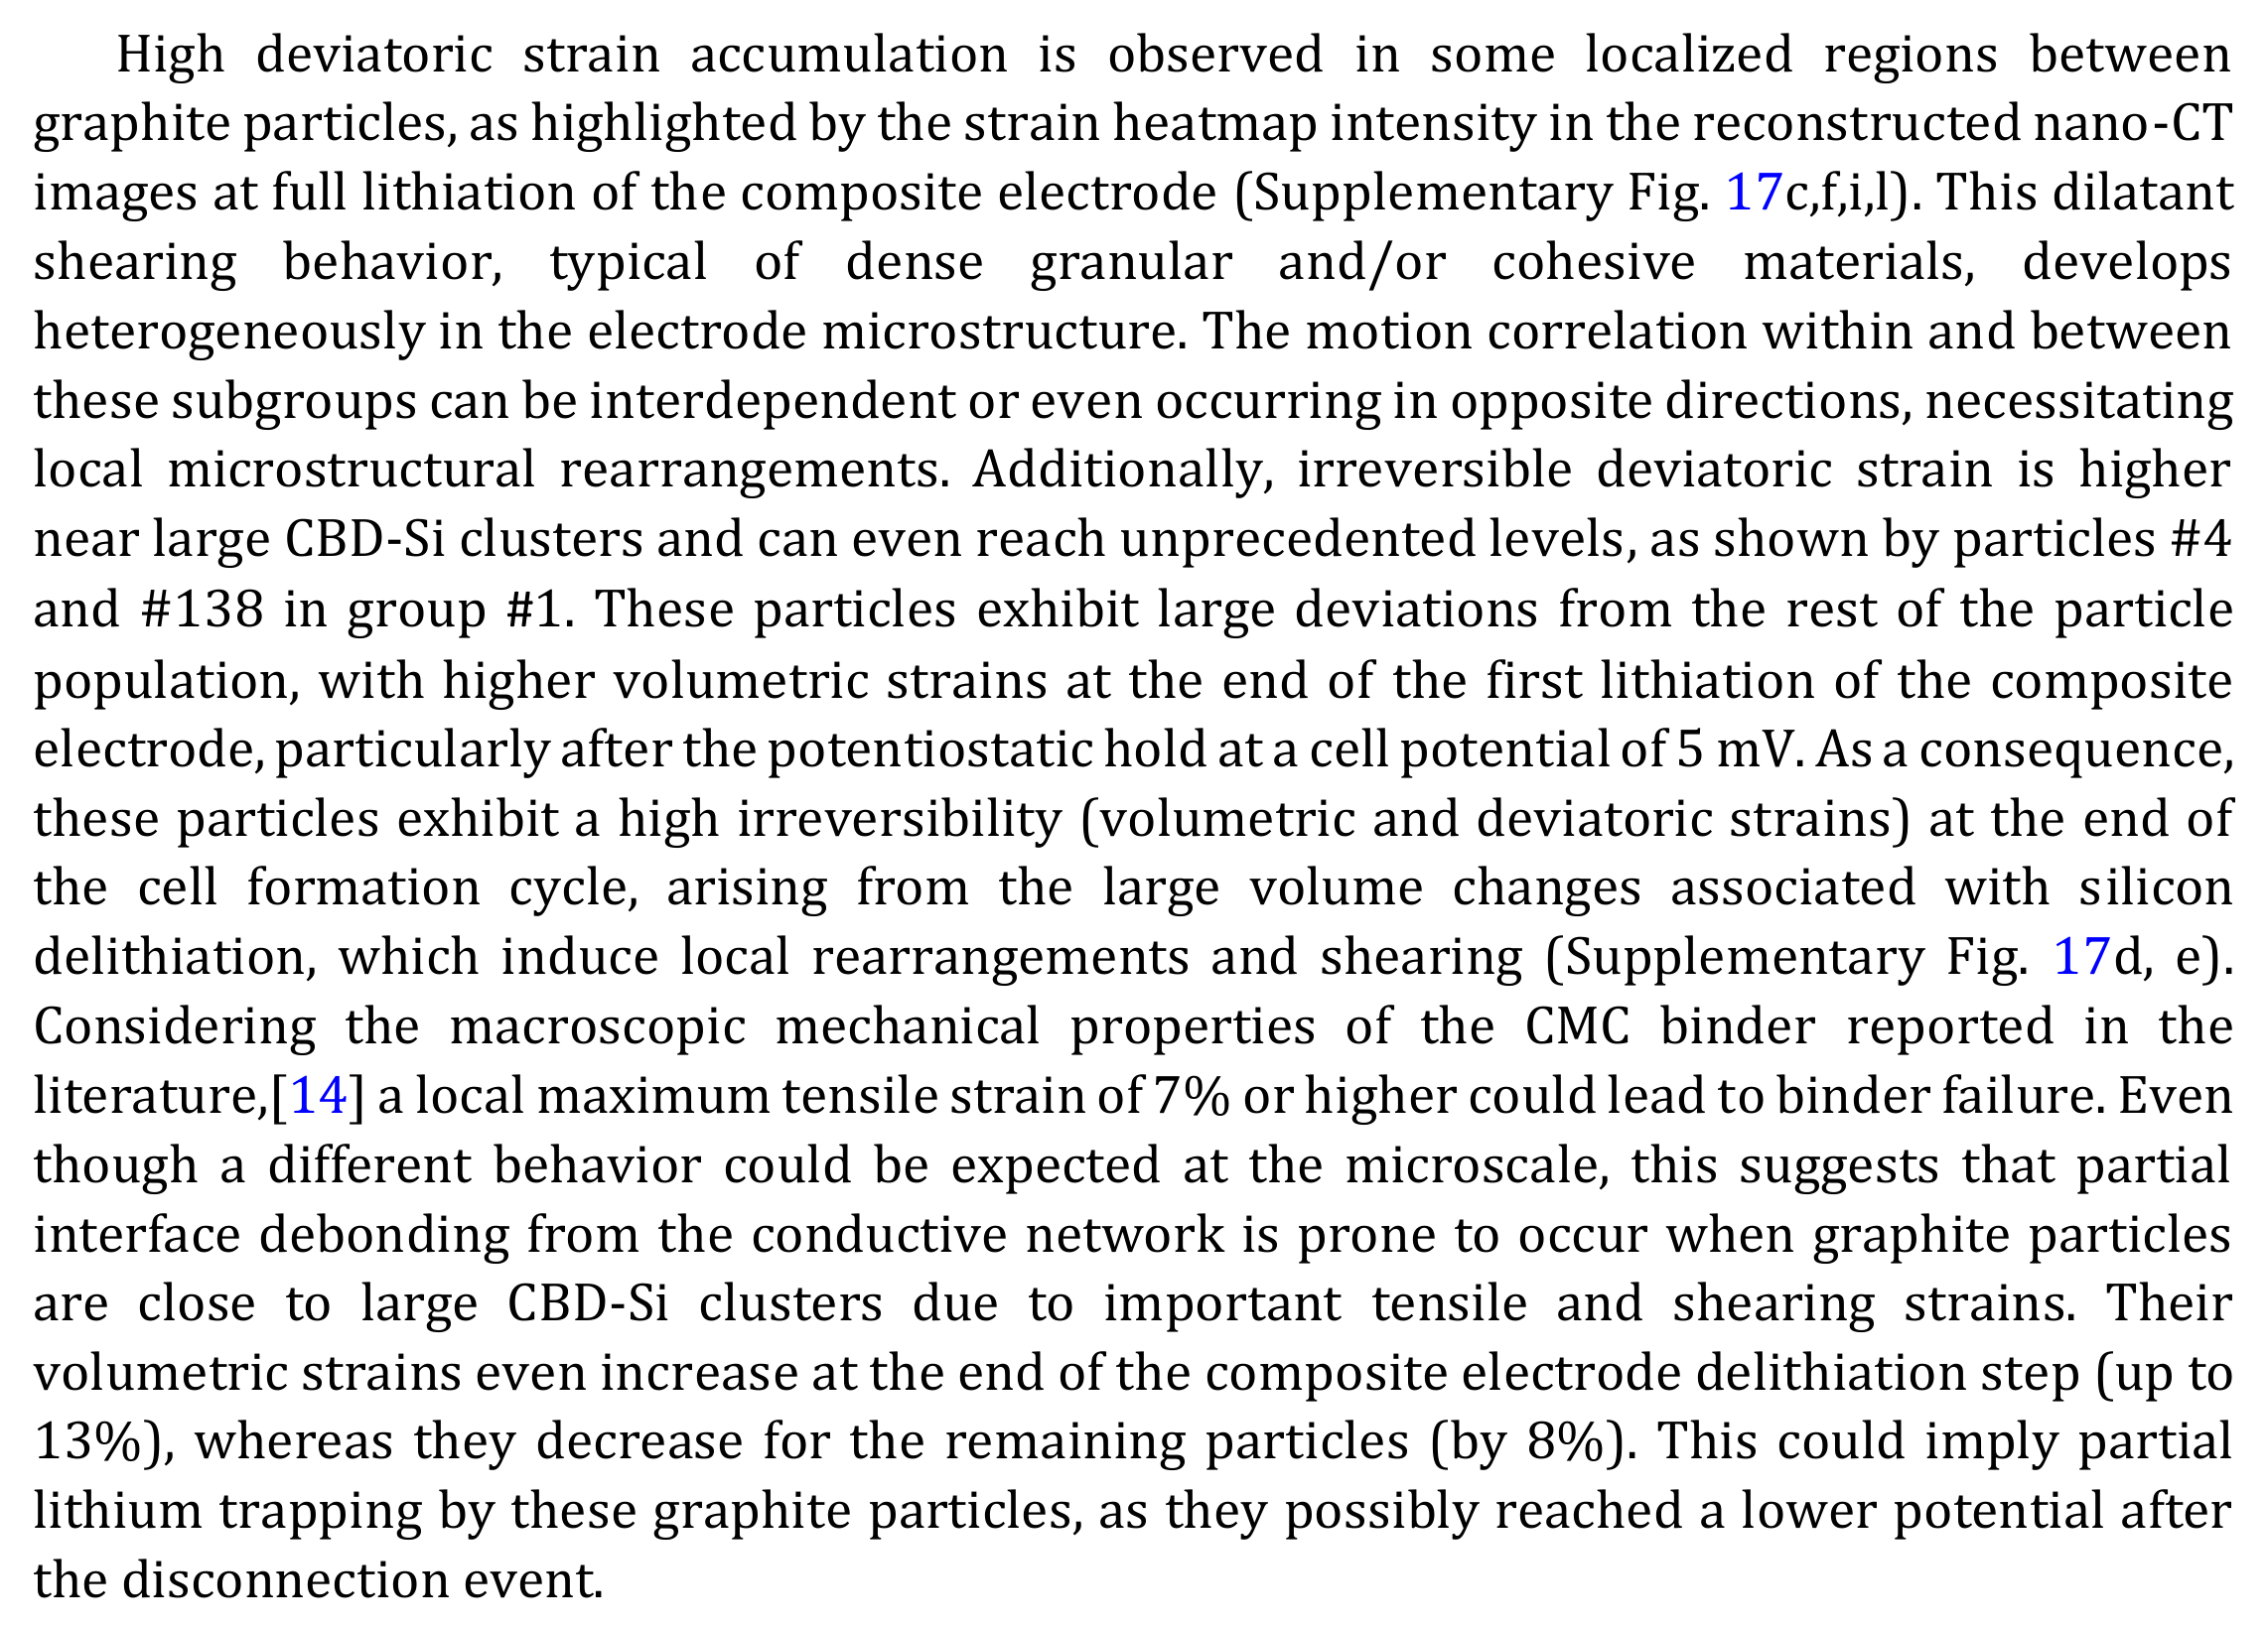 High deviatoric strain accumulation is observed in some localized regions between
graphite particles, as highlighted by the strain heatmap intensity in the reconstructed nano-CT
images at full lithiation of the composite electrode (Supplementary Fig. 17c,f,i,l). This dilatant
shearing behavior, typical of dense granular and/or cohesive materials, develops
heterogeneously in the electrode microstructure. The motion correlation within and between
these subgroups can be interdependent or even occurring in opposite directions, necessitating
local microstructural rearrangements. Additionally, irreversible deviatoric strain is higher
near large CBD-Si clusters and can even reach unprecedented levels, as shown by particles #4
and #138 in group #1. These particles exhibit large deviations from the rest of the particle
population, with higher volumetric strains at the end of the first lithiation of the composite
electrode, particularly after the potentiostatic hold at a cell potential of 5 mV. As a consequence,
these particles exhibit a high irreversibility (volumetric and deviatoric strains) at the end of
the cell formation cycle, arising from the large volume changes associated with silicon
delithiation, which induce local rearrangements and shearing (Supplementary Fig. 17d, e).
Considering the macroscopic mechanical properties of the CMC binder reported in the
literature,[14] a local maximum tensile strain of 7% or higher could lead to binder failure. Even
though a different behavior could be expected at the microscale, this suggests that partial
interface debonding from the conductive network is prone to occur when graphite particles
are close to large CBD-Si clusters due to important tensile and shearing strains. Their
volumetric strains even increase at the end of the composite electrode delithiation step (up to
13%), whereas they decrease for the remaining particles (by 8%). This could imply partial
lithium trapping by these graphite particles, as they possibly reached a lower potential after
the disconnection event.